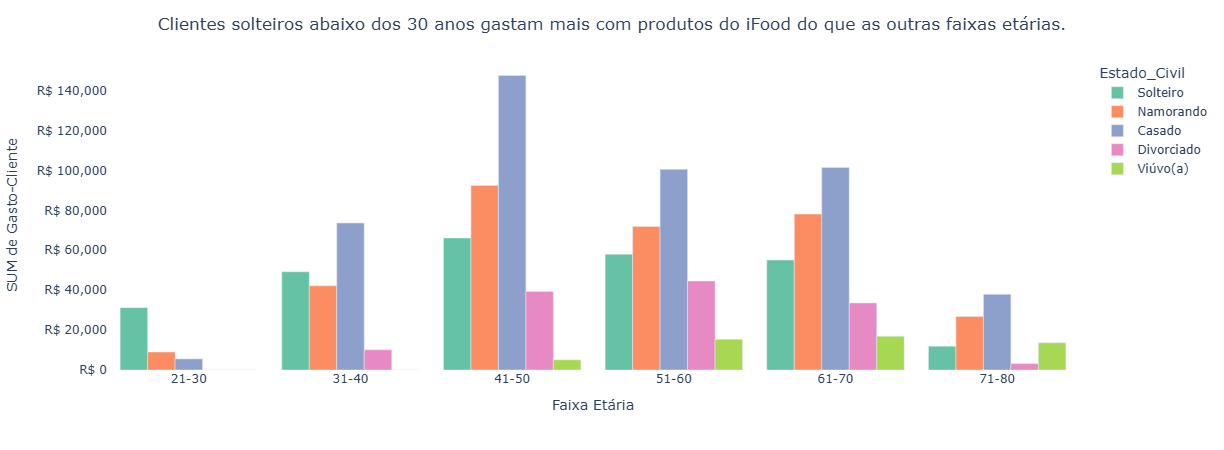 Clientes solteiros abaixo dos 30 anos gastam mais com produtos do iFood do que as outras faixas etárias.
Estado_Civil
Solteiro
Namorando
Casado
Divorciado
Viúvo(a)
SUM de Gasto-Cliente
R$ 140,000
R$ 120,000
R$ 100,000
R$ 80,000
R$ 60,000
R$ 40,000
R$ 20,000
R$ 0
21-30
31-40
41-50
51-60
61-70
71-80
Faixa Etária